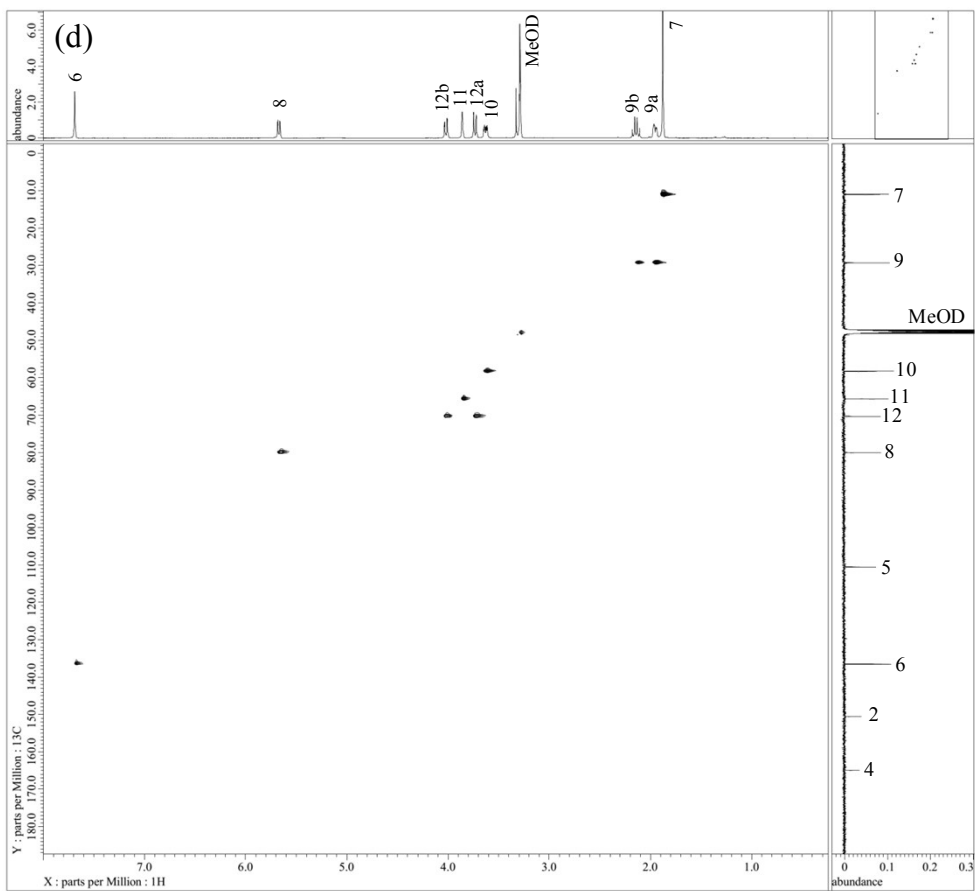 (d)
abundance
0 2.0 4.0 6.0
6
8
12b
11
12a
10
MeOD
9b
9a
7
Y : parts per Million : 13C
0
10.0
20.0
30.0
40.0
50.0
60.0
70.0
80.0
90.0
100.0
110.0
120.0
130.0
140.0
150.0
160.0
170.0
180.0
7
9
MeOD
10
11
12
8
5
6
2
4
7.0 6.0 5.0 4.0 3.0 2.0 1.0
X : parts per Million : 1H
0 0.1 0.2 0.3
abundance